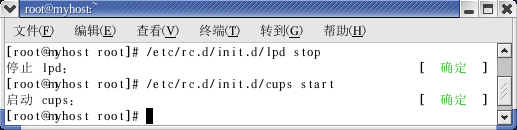 root@myhost:~
文件(F) 编辑(E) 查看(V) 终端(T) 转到(G) 帮助(H)
[root@myhost root]# /etc/rc.d/init.d/lpd stop
停止 lpd： [ 确定 ]
[root@myhost root]# /etc/rc.d/init.d/cups start
启动 cups： [ 确定 ]
[root@myhost root]#